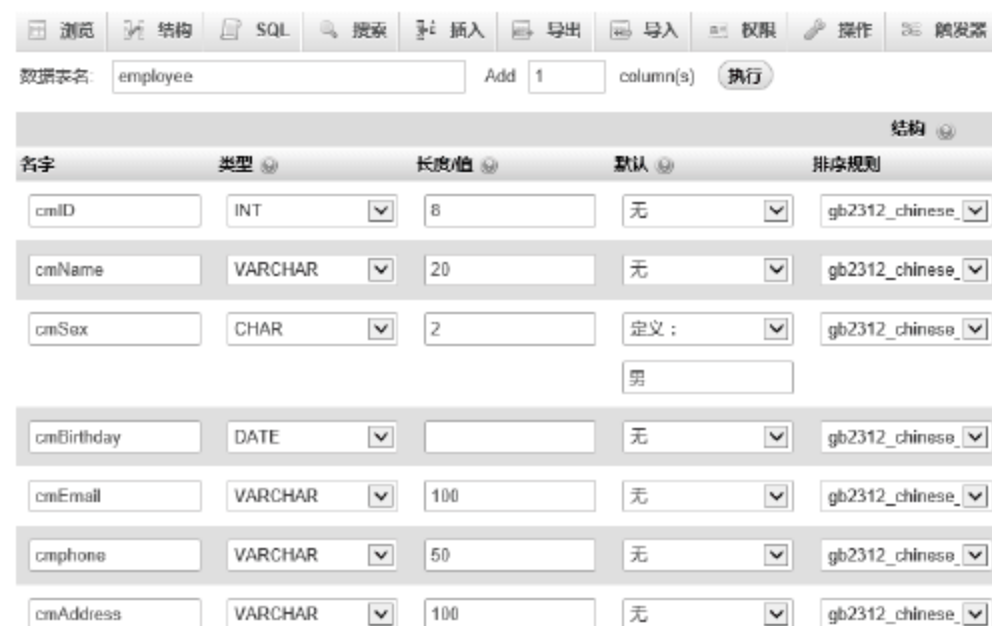 浏览 结构 SQL 搜索 插入 导出 导入 权限 操作 触发器
数据表名: employee Add 1 column(s) 执行
结构
名字 类型 长度/值 默认 排序规则
cmID INT 8 无 gb2312_chinese_
cmName VARCHAR 20 无 gb2312_chinese_
cmSex CHAR 2 定义： gb2312_chinese_
男
cmBirthday DATE 无 gb2312_chinese_
cmEmail VARCHAR 100 无 gb2312_chinese_
cmphone VARCHAR 50 无 gb2312_chinese_
cmAddress VARCHAR 100 无 gb2312_chinese_